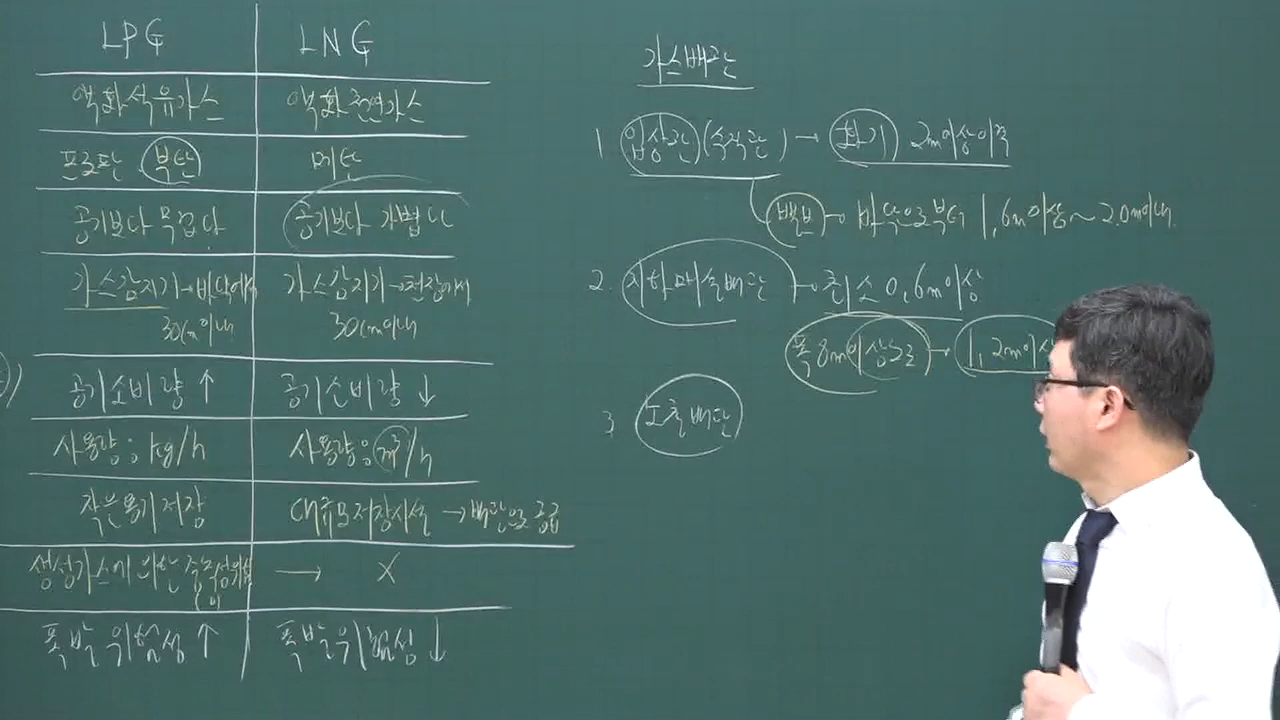 LPG LNG
액화석유가스 액화천연가스
프로판 부탄 메탄
공기보다 무겁다 공기보다 가볍다
가스감지기→바닥에서 가스감지기→천장에서
30cm이내 30cm이내
공기소비량↑ 공기소비량↓
사용량; kg/h 사용량; m³/h
작은용기저장 대규모저장시설→배관으로 공급
생성가스에 의한 중독성위험 → X
폭발위험성↑ 폭발위험성↓
가스배관
1. 입상관(수직관)→화기 2m이상이격
밸브→바닥으로부터 1.6m이상~2.0m이내
2. 지하매설배관→최소 0.6m이상
폭8m이상도로→1.2m이상
3. 노출배관